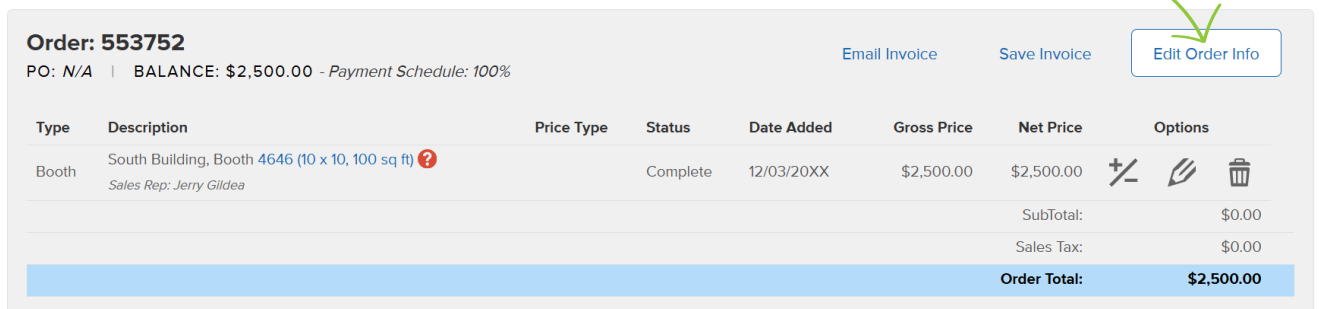 Order: 553752
Email Invoice Save Invoice Edit Order Info
PO: N/A | BALANCE: $2,500.00 - Payment Schedule: 100%
Type Description Price Type Status Date Added Gross Price Net Price Options
South Building, Booth 4646 (10 x 10, 100 sq ft) ?
Booth Complete 12/03/20XX $2,500.00 $2,500.00
Sales Rep: Jerry Gildea
SubTotal: $0.00
Sales Tax: $0.00
Order Total: $2,500.00